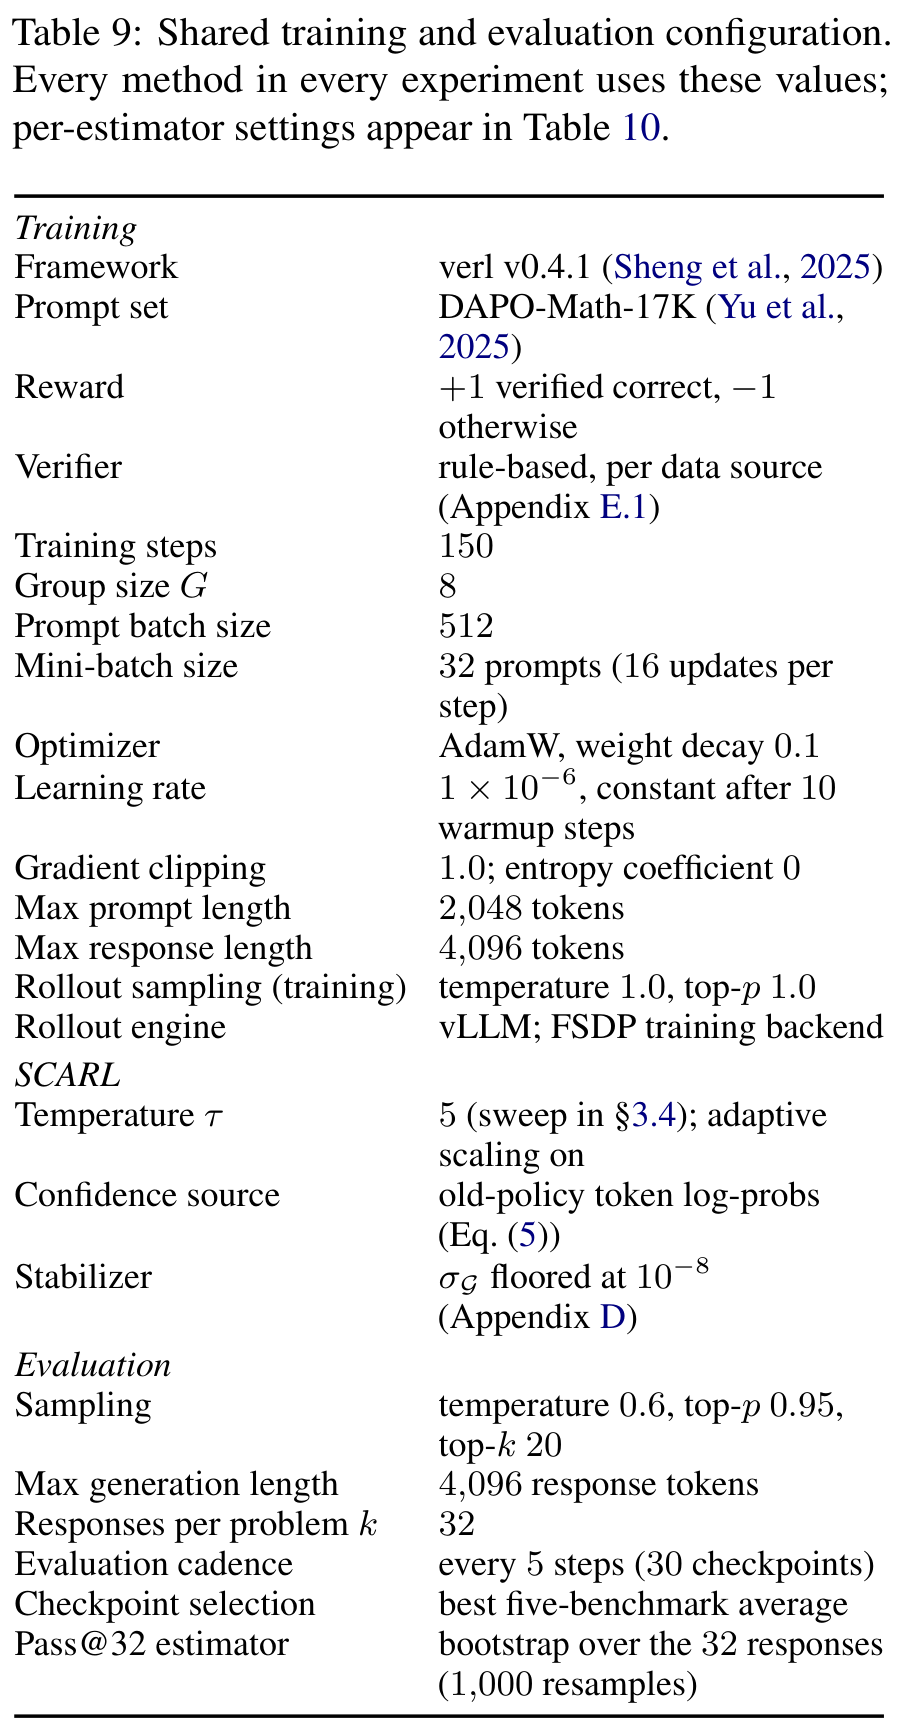 Table 9: Shared training and evaluation configuration.
Every method in every experiment uses these values;
per-estimator settings appear in Table 10.
Training
Framework verl v0.4.1 (Sheng et al., 2025)
Prompt set DAPO-Math-17K (Yu et al.,
2025)
Reward +1 verified correct, −1
otherwise
Verifier rule-based, per data source
(Appendix E.1)
Training steps 150
Group size G 8
Prompt batch size 512
Mini-batch size 32 prompts (16 updates per
step)
Optimizer AdamW, weight decay 0.1
Learning rate 1 × 10⁻⁶, constant after 10
warmup steps
Gradient clipping 1.0; entropy coefficient 0
Max prompt length 2,048 tokens
Max response length 4,096 tokens
Rollout sampling (training) temperature 1.0, top-p 1.0
Rollout engine vLLM; FSDP training backend
SCARL
Temperature τ 5 (sweep in §3.4); adaptive
scaling on
Confidence source old-policy token log-probs
(Eq. (5))
Stabilizer σ𝒢 floored at 10⁻⁸
(Appendix D)
Evaluation
Sampling temperature 0.6, top-p 0.95,
top-k 20
Max generation length 4,096 response tokens
Responses per problem k 32
Evaluation cadence every 5 steps (30 checkpoints)
Checkpoint selection best five-benchmark average
Pass@32 estimator bootstrap over the 32 responses
(1,000 resamples)